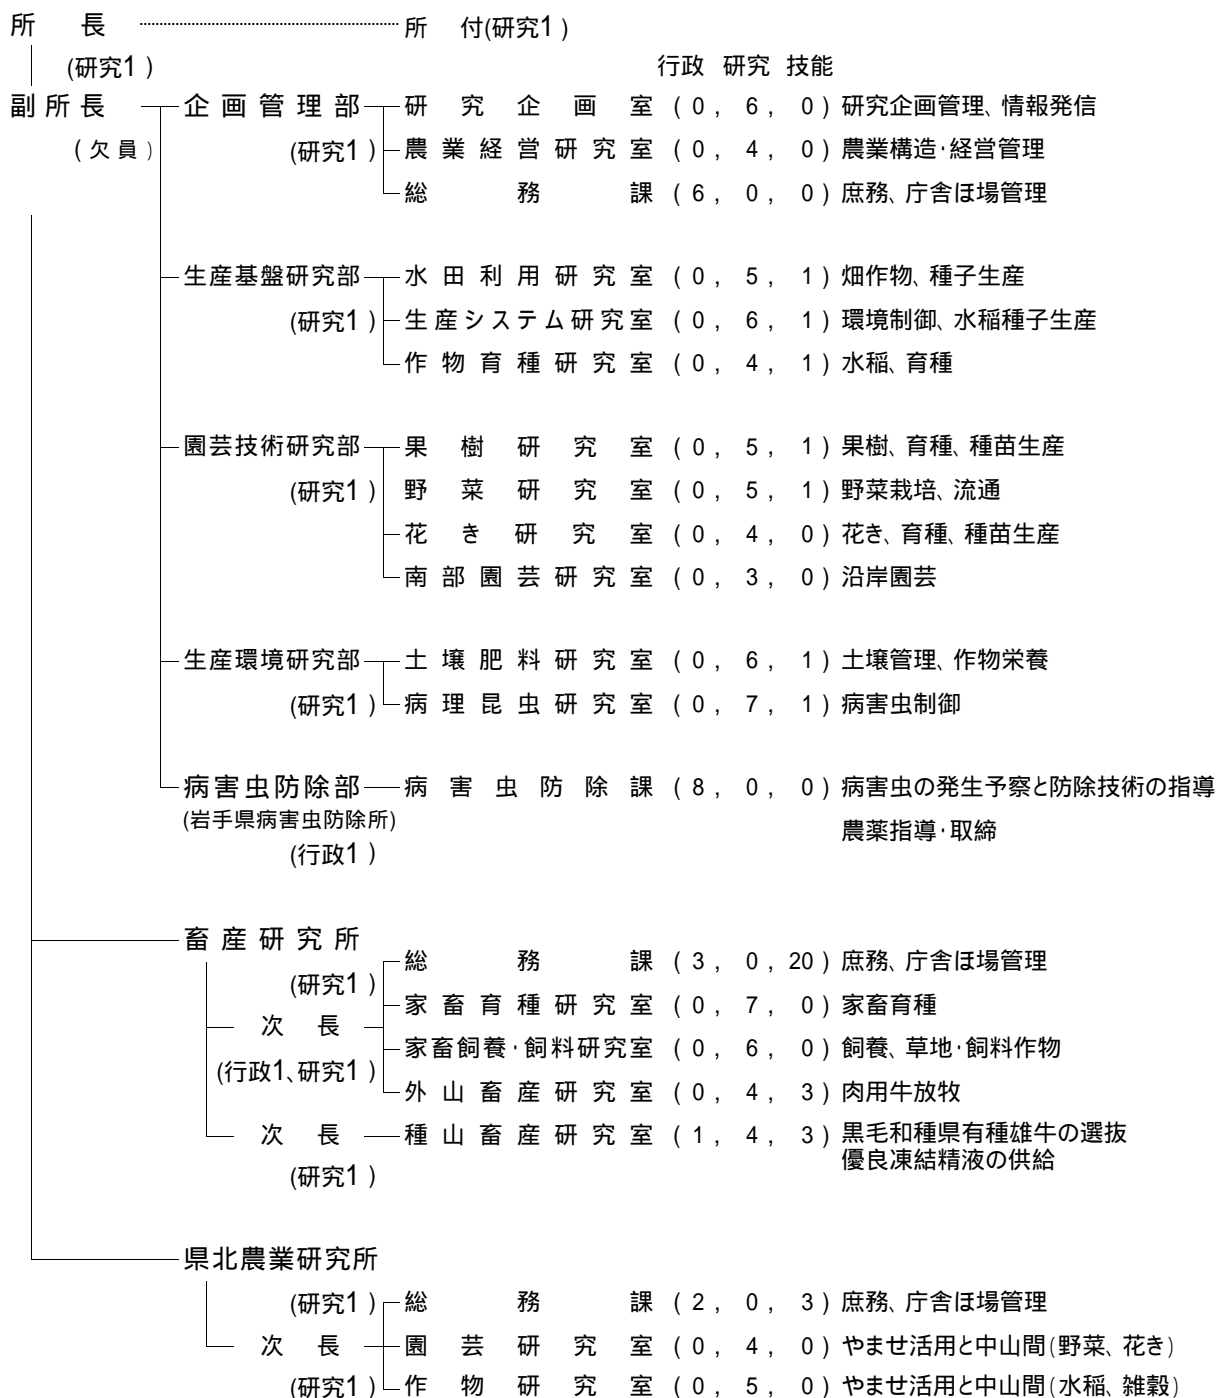 所長 所付(研究1)
(研究1)
行政 研究 技能
副所長 企画管理部 研究企画室 (0, 6, 0) 研究企画管理、情報発信
(欠員) (研究1) 農業経営研究室 (0, 4, 0) 農業構造・経営管理
総務課 (6, 0, 0) 庶務、庁舎ほ場管理
生産基盤研究部 水田利用研究室 (0, 5, 1) 畑作物、種子生産
(研究1) 生産システム研究室 (0, 6, 1) 環境制御、水稲種子生産
作物育種研究室 (0, 4, 1) 水稲、育種
園芸技術研究部 果樹研究室 (0, 5, 1) 果樹、育種、種苗生産
(研究1) 野菜研究室 (0, 5, 1) 野菜栽培、流通
花き研究室 (0, 4, 0) 花き、育種、種苗生産
南部園芸研究室 (0, 3, 0) 沿岸園芸
生産環境研究部 土壌肥料研究室 (0, 6, 1) 土壌管理、作物栄養
(研究1) 病理昆虫研究室 (0, 7, 1) 病害虫制御
病害虫防除部 病害虫防除課 (8, 0, 0) 病害虫の発生予察と防除技術の指導
(岩手県病害虫防除所) 農薬指導・取締
(行政1)
畜産研究所
総務課 (3, 0, 20) 庶務、庁舎ほ場管理
(研究1)
家畜育種研究室 (0, 7, 0) 家畜育種
次長
家畜飼養・飼料研究室 (0, 6, 0) 飼養、草地・飼料作物
(行政1、研究1)
外山畜産研究室 (0, 4, 3) 肉用牛放牧
次長 種山畜産研究室 (1, 4, 3) 黒毛和種県有種雄牛の選抜
優良凍結精液の供給
(研究1)
県北農業研究所
(研究1) 総務課 (2, 0, 3) 庶務、庁舎ほ場管理
次長 園芸研究室 (0, 4, 0) やませ活用と中山間(野菜、花き)
(研究1) 作物研究室 (0, 5, 0) やませ活用と中山間(水稲、雑穀)